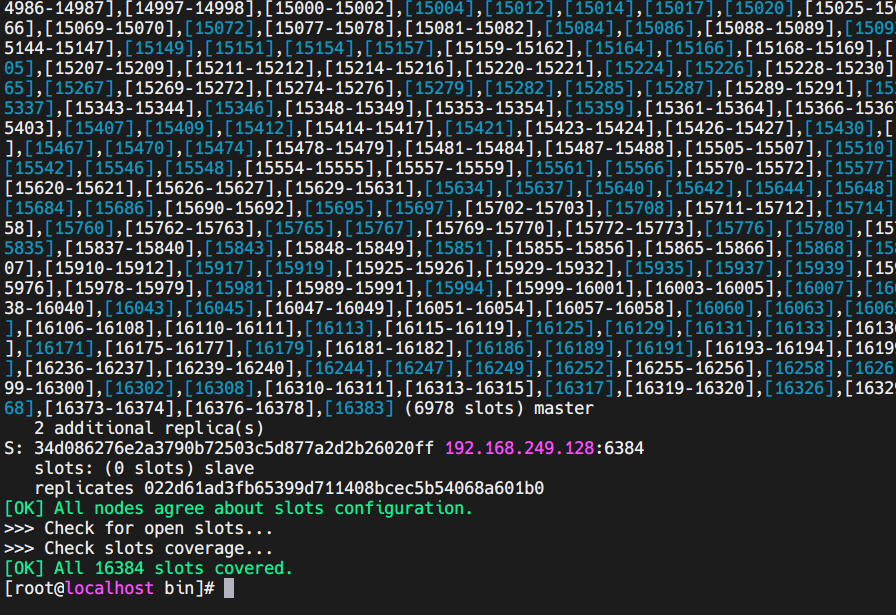 4986-14987],[14997-14998],[15000-15002],[15004],[15012],[15014],[15017],[15020],[15025-150
66],[15069-15070],[15072],[15077-15078],[15081-15082],[15084],[15086],[15088-15089],[1509
5144-15147],[15149],[15151],[15154],[15157],[15159-15162],[15164],[15166],[15168-15169],[
05],[15207-15209],[15211-15212],[15214-15216],[15220-15221],[15224],[15226],[15228-15230]
65],[15267],[15269-15272],[15274-15276],[15279],[15282],[15285],[15287],[15289-15291],[15
5337],[15343-15344],[15346],[15348-15349],[15353-15354],[15359],[15361-15364],[15366-1536
5403],[15407],[15409],[15412],[15414-15417],[15421],[15423-15424],[15426-15427],[15430],[
],[15467],[15470],[15474],[15478-15479],[15481-15484],[15487-15488],[15505-15507],[15510]
[15542],[15546],[15548],[15554-15555],[15557-15559],[15561],[15566],[15570-15572],[15577]
[15620-15621],[15626-15627],[15629-15631],[15634],[15637],[15640],[15642],[15644],[15648]
[15684],[15686],[15690-15692],[15695],[15697],[15702-15703],[15708],[15711-15712],[15714]
58],[15760],[15762-15763],[15765],[15767],[15769-15770],[15772-15773],[15776],[15780],[15
5835],[15837-15840],[15843],[15848-15849],[15851],[15855-15856],[15865-15866],[15868],[15
07],[15910-15912],[15917],[15919],[15925-15926],[15929-15932],[15935],[15937],[15939],[15
5976],[15978-15979],[15981],[15989-15991],[15994],[15999-16001],[16003-16005],[16007],[16
38-16040],[16043],[16045],[16047-16049],[16051-16054],[16057-16058],[16060],[16063],[1606
],[16106-16108],[16110-16111],[16113],[16115-16119],[16125],[16129],[16131],[16133],[1613
],[16171],[16175-16177],[16179],[16181-16182],[16186],[16189],[16191],[16193-16194],[1619
],[16236-16237],[16239-16240],[16244],[16247],[16249],[16252],[16255-16256],[16258],[1626
99-16300],[16302],[16308],[16310-16311],[16313-16315],[16317],[16319-16320],[16326],[1632
68],[16373-16374],[16376-16378],[16383] (6978 slots) master
2 additional replica(s)
S: 34d086276e2a3790b72503c5d877a2d2b26020ff 192.168.249.128:6384
slots: (0 slots) slave
replicates 022d61ad3fb65399d711408bcec5b54068a601b0
[OK] All nodes agree about slots configuration.
>>> Check for open slots...
>>> Check slots coverage...
[OK] All 16384 slots covered.
[root@localhost bin]#